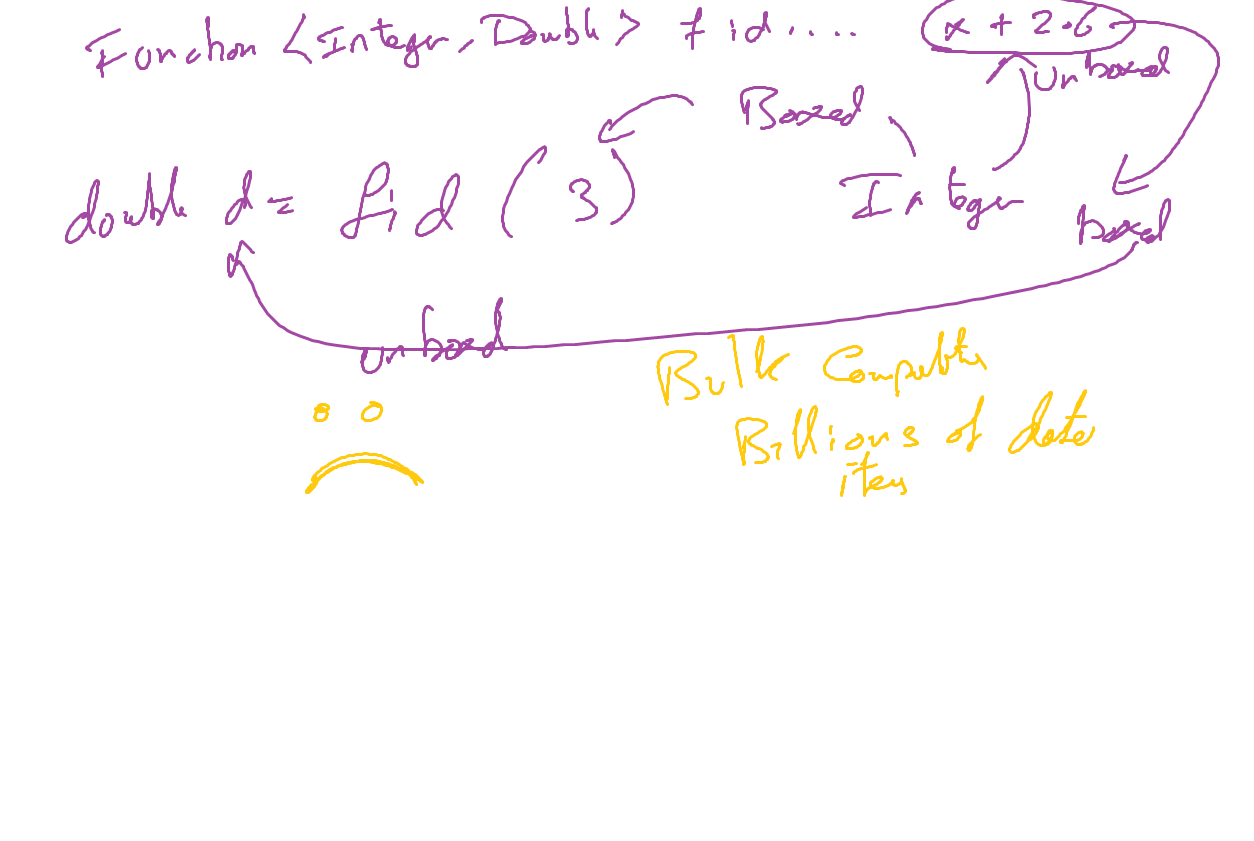 Function <Integer, Double> fid.... x + 2.6
Unboxed
Boxed
double d = fid ( 3 ) Integer
boxed
unboxed
Bulk Computation
Billions of data
items